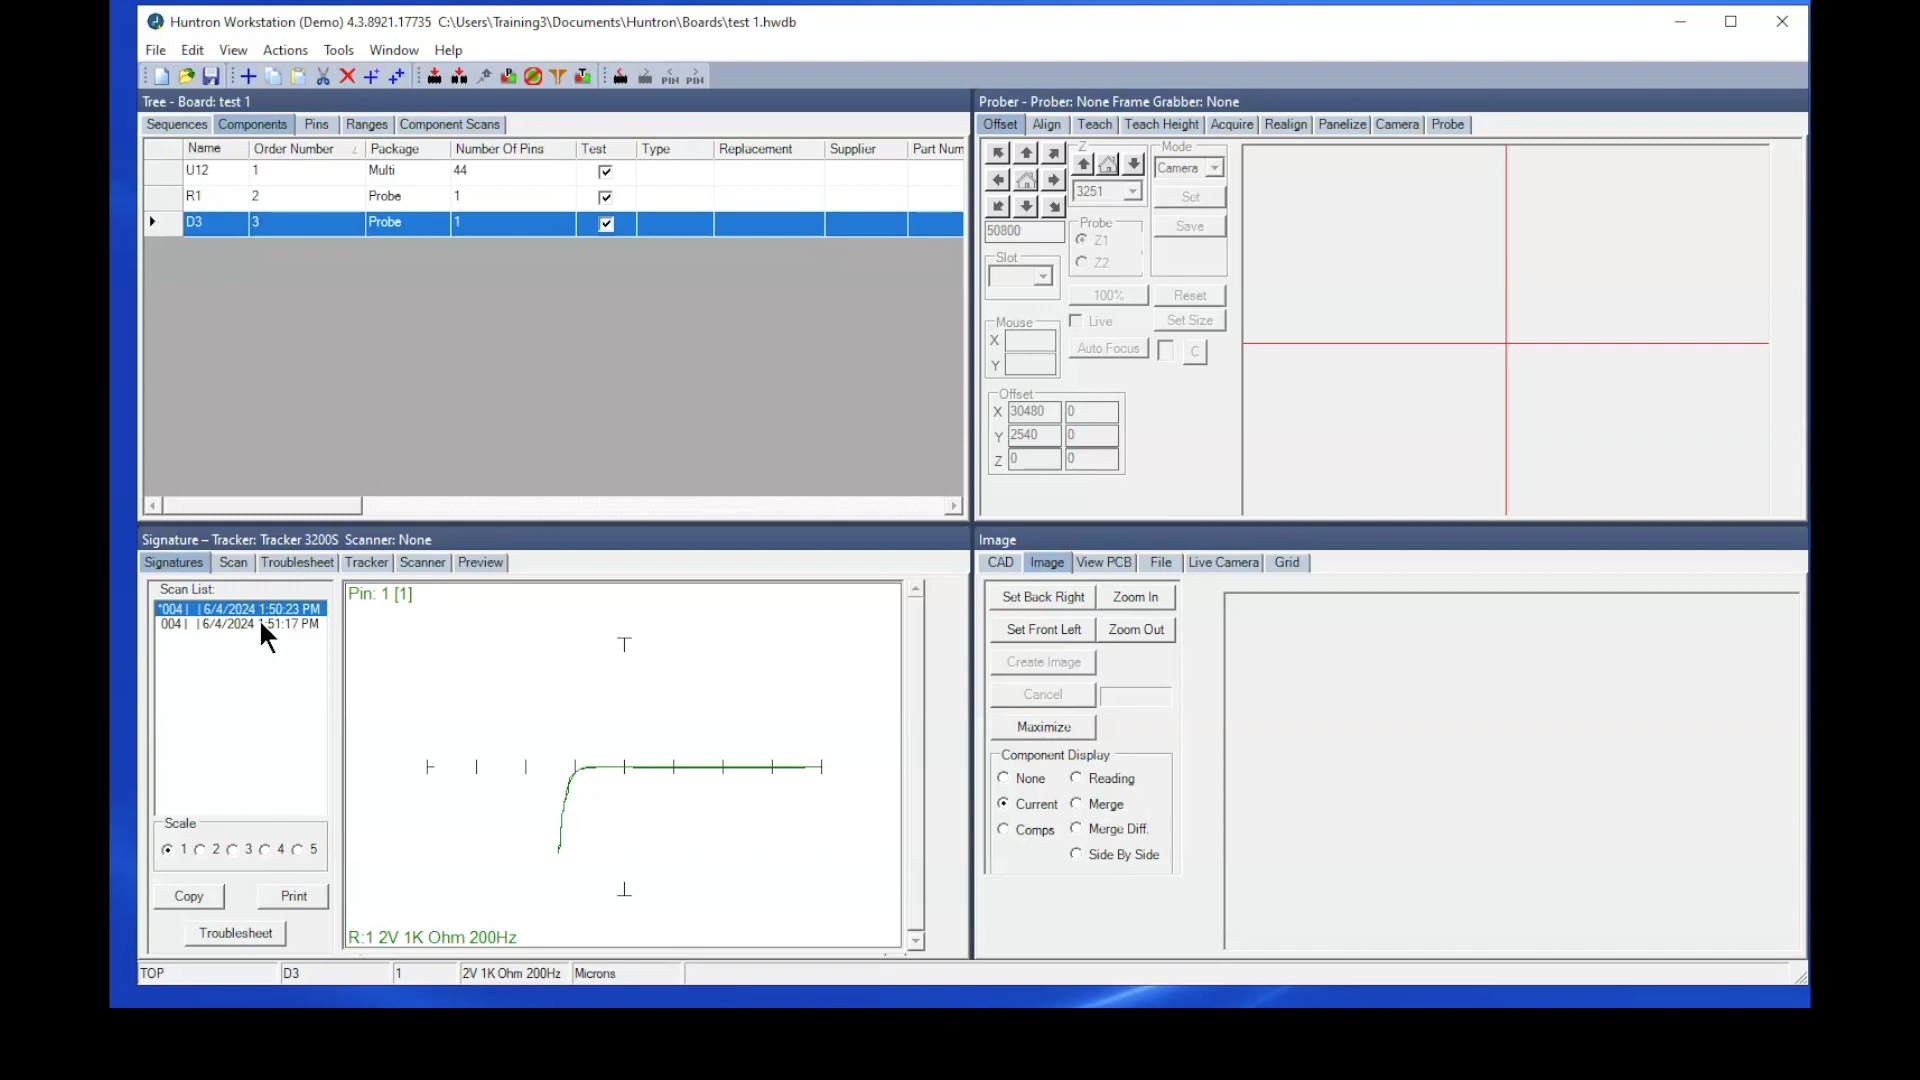 Huntron Workstation (Demo) 4.3.8921.17735 C:\Users\Training3\Documents\Huntron\Boards\test 1.hwdb
File Edit View Actions Tools Window Help
PIN PIN
Tree - Board: test 1
Sequences Components Pins Ranges Component Scans
Name Order Number Package Number Of Pins Test Type Replacement Supplier Part Num
U12 1 Multi 44
R1 2 Probe 1
D3 3 Probe 1
Prober - Prober: None Frame Grabber: None
Offset Align Teach Teach Height Acquire Realign Panelize Camera Probe
Z Mode
Camera
3251 Set
Probe
50800 Z1 Save
Slot Z2
100% Reset
Mouse Live Set Size
X
Auto Focus C
Y
Offset
X 30480 0
Y 2540 0
Z 0 0
Signature – Tracker: Tracker 3200S Scanner: None
Signatures Scan Troublesheet Tracker Scanner Preview
Scan List:
*004 | | 6/4/2024 1:50:23 PM
004 | | 6/4/2024 1:51:17 PM
Scale
1 2 3 4 5
Copy Print
Troublesheet
Pin: 1 [1]
R:1 2V 1K Ohm 200Hz
Image
CAD Image View PCB File Live Camera Grid
Set Back Right Zoom In
Set Front Left Zoom Out
Create Image
Cancel
Maximize
Component Display
None Reading
Current Merge
Comps Merge Diff.
Side By Side
TOP D3 1 2V 1K Ohm 200Hz Microns